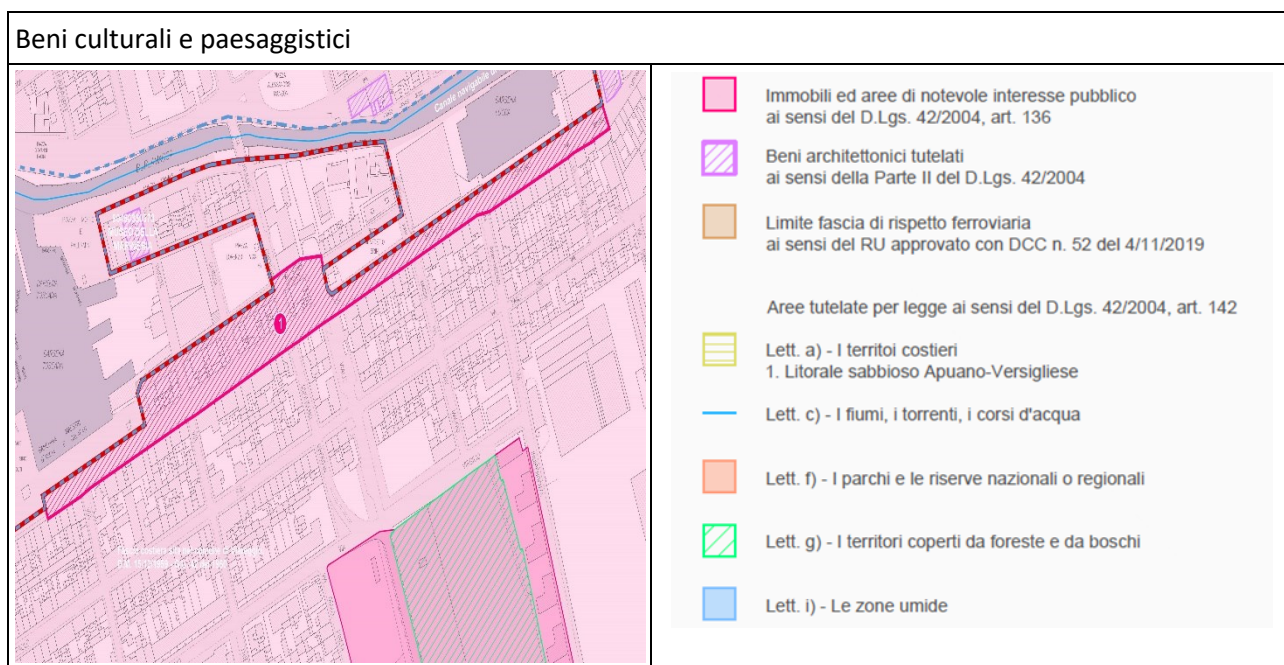 Beni culturali e paesaggistici
Canale navigabile
1
Immobili ed aree di notevole interesse pubblico
ai sensi del D.Lgs. 42/2004, art. 136
Beni architettonici tutelati
ai sensi della Parte II del D.Lgs. 42/2004
Limite fascia di rispetto ferroviaria
ai sensi del RU approvato con DCC n. 52 del 4/11/2019
Aree tutelate per legge ai sensi del D.Lgs. 42/2004, art. 142
Lett. a) - I territoi costieri
1. Litorale sabbioso Apuano-Versigliese
Lett. c) - I fiumi, i torrenti, i corsi d'acqua
Lett. f) - I parchi e le riserve nazionali o regionali
Lett. g) - I territori coperti da foreste e da boschi
Lett. i) - Le zone umide